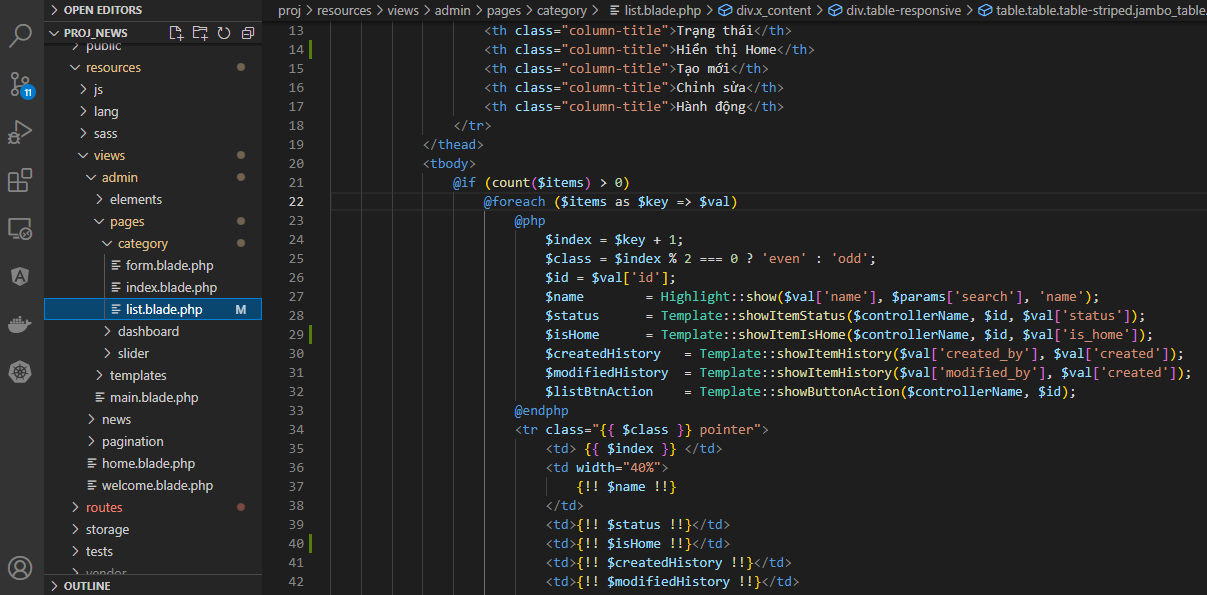 OPEN EDITORS
PROJ_NEWS
public
resources
js
lang
sass
views
admin
elements
pages
category
form.blade.php
index.blade.php
list.blade.php M
dashboard
slider
templates
main.blade.php
news
pagination
home.blade.php
welcome.blade.php
routes
storage
tests
vendor
OUTLINE
11
proj > resources > views > admin > pages > category > list.blade.php > div.x_content > div.table-responsive > table.table.table-striped.jambo_table.
13 <th class="column-title">Trạng thái</th>
14 <th class="column-title">Hiển thị Home</th>
15 <th class="column-title">Tạo mới</th>
16 <th class="column-title">Chỉnh sửa</th>
17 <th class="column-title">Hành động</th>
18 </tr>
19 </thead>
20 <tbody>
21 @if (count($items) > 0)
22 @foreach ($items as $key => $val)
23 @php
24 $index = $key + 1;
25 $class = $index % 2 === 0 ? 'even' : 'odd';
26 $id = $val['id'];
27 $name = Highlight::show($val['name'], $params['search'], 'name');
28 $status = Template::showItemStatus($controllerName, $id, $val['status']);
29 $isHome = Template::showItemIsHome($controllerName, $id, $val['is_home']);
30 $createdHistory = Template::showItemHistory($val['created_by'], $val['created']);
31 $modifiedHistory = Template::showItemHistory($val['modified_by'], $val['created']);
32 $listBtnAction = Template::showButtonAction($controllerName, $id);
33 @endphp
34 <tr class="{{ $class }} pointer">
35 <td> {{ $index }} </td>
36 <td width="40%">
37 {!! $name !!}
38 </td>
39 <td>{!! $status !!}</td>
40 <td>{!! $isHome !!}</td>
41 <td>{!! $createdHistory !!}</td>
42 <td>{!! $modifiedHistory !!}</td>